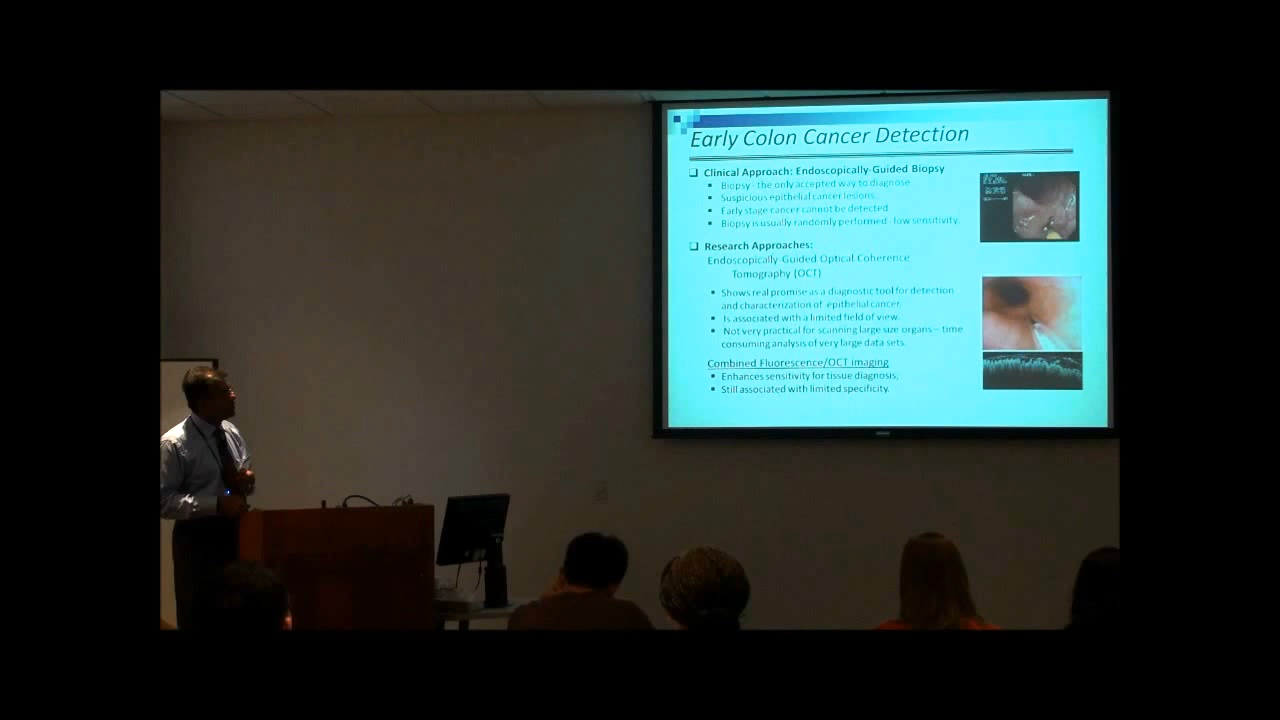 Early Colon Cancer Detection
Clinical Approach: Endoscopically-Guided Biopsy
Biopsy - the only accepted way to diagnose
Suspicious epithelial cancer lesions.
Early stage cancer cannot be detected
Biopsy is usually randomly performed - low sensitivity.
Research Approaches:
Endoscopically-Guided Optical Coherence
Tomography (OCT)
Shows real promise as a diagnostic tool for detection
and characterization of epithelial cancer.
Is associated with a limited field of view.
Not very practical for scanning large size organs – time
consuming analysis of very large data sets.
Combined Fluorescence/OCT imaging
Enhances sensitivity for tissue diagnosis;
Still associated with limited specificity.